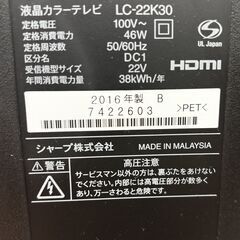 液晶カラーテレビ LC-22K30
電源電圧 100V~
定格消費電力 46W
定格周波数 50/60Hz
区分名 DC1
受信機型サイズ 22V
年間消費電力量 38kWh/年
UL Japan
HDMI
2016年製 B
7422603
>PET<
シャープ株式会社 MADE IN MALAYSIA
警告
高圧注意
サービスマン以外の方は、裏ぶたをあけないでください。内部には高電圧部分が数多くあり、万一さわると危険です。